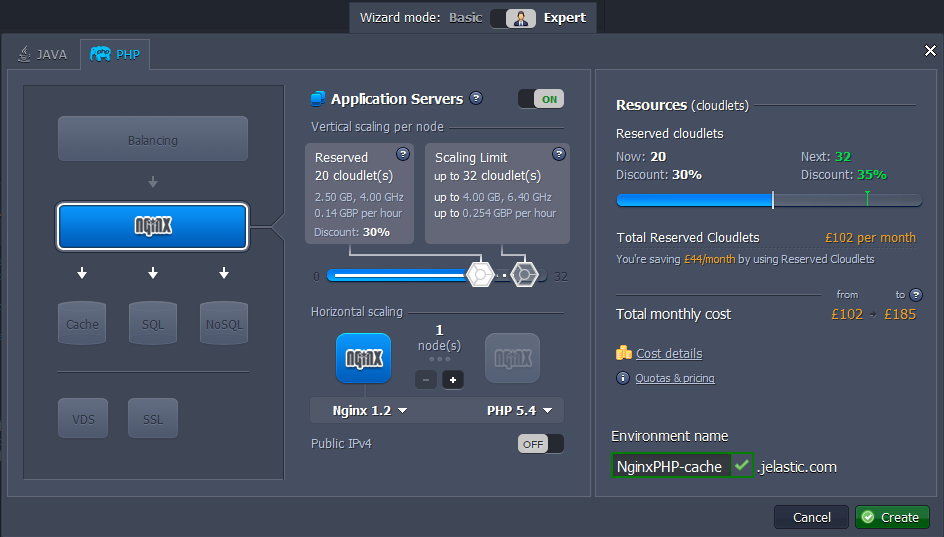 Wizard mode: Basic Expert
JAVA
php PHP
Balancing
NGINX
Cache
SQL
NoSQL
VDS
SSL
Application Servers ?
ON
Vertical scaling per node
Reserved ?
20 cloudlet(s)
2.50 GB, 4.00 GHz
0.14 GBP per hour
Discount: 30%
Scaling Limit ?
up to 32 cloudlet(s)
up to 4.00 GB, 6.40 GHz
up to 0.254 GBP per hour
0
32
Horizontal scaling
NGINX
1
node(s)
- +
NGINX
Nginx 1.2
PHP 5.4
Public IPv4
OFF
Resources (cloudlets)
Reserved cloudlets
Now: 20 Next: 32
Discount: 30% Discount: 35%
Total Reserved Cloudlets £102 per month
You're saving £44/month by using Reserved Cloudlets
from to ?
Total monthly cost £102 → £185
Cost details
Quotas & pricing
Environment name
NginxPHP-cache .jelastic.com
Cancel
Create